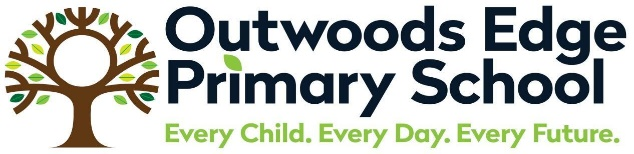 Outwoods Edge
Primary School
Every Child. Every Day. Every Future.